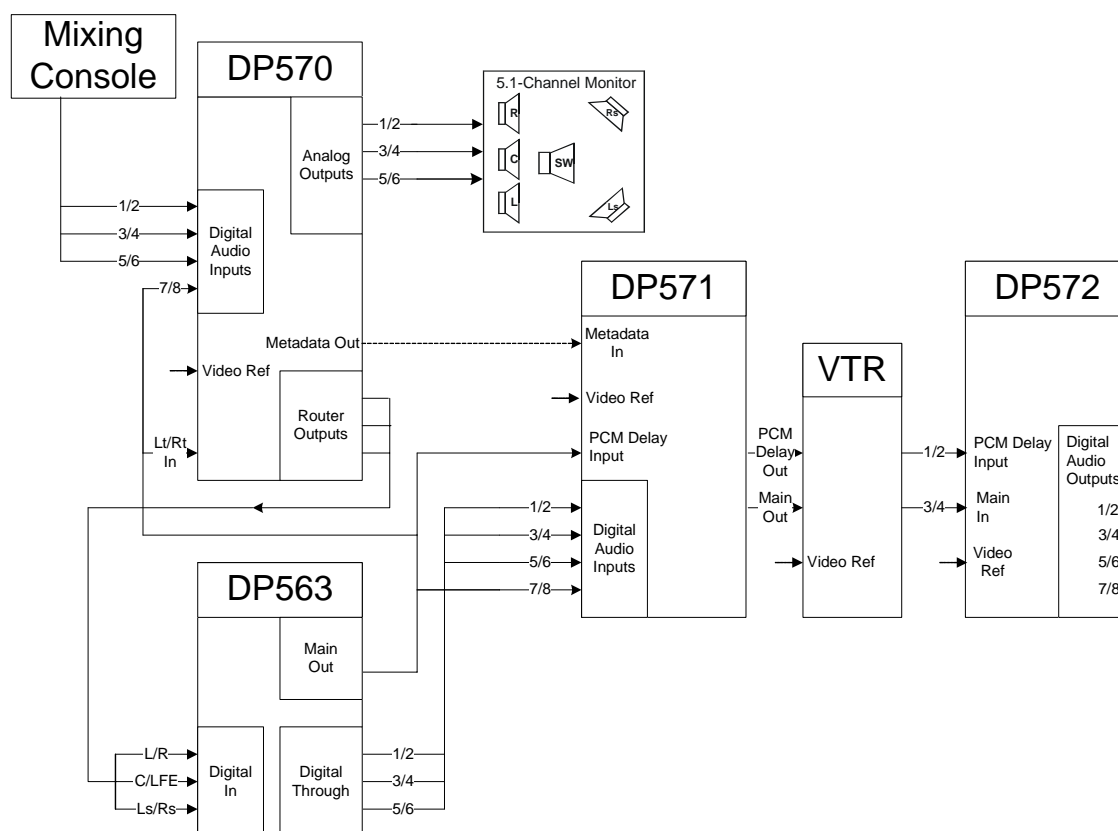 Mixing
Console
DP570
Analog
Outputs
1/2
3/4
5/6
5.1-Channel Monitor
R
Rs
C
SW
L
Ls
1/2
3/4
5/6
7/8
Digital
Audio
Inputs
Metadata Out
Video Ref
Router
Outputs
Lt/Rt
In
DP571
Metadata
In
Video Ref
PCM Delay
Input
1/2
3/4
5/6
7/8
Digital
Audio
Inputs
PCM
Delay
Out
Main
Out
VTR
Video Ref
1/2
3/4
DP572
PCM Delay
Input
Main
In
Video
Ref
Digital
Audio
Outputs
1/2
3/4
5/6
7/8
DP563
Main
Out
L/R
C/LFE
Ls/Rs
Digital
In
Digital
Through
1/2
3/4
5/6